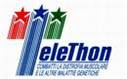 TeleThon
COMBATTI LA DISTROFIA MUSCOLARE
E LE ALTRE MALATTIE GENETICHE